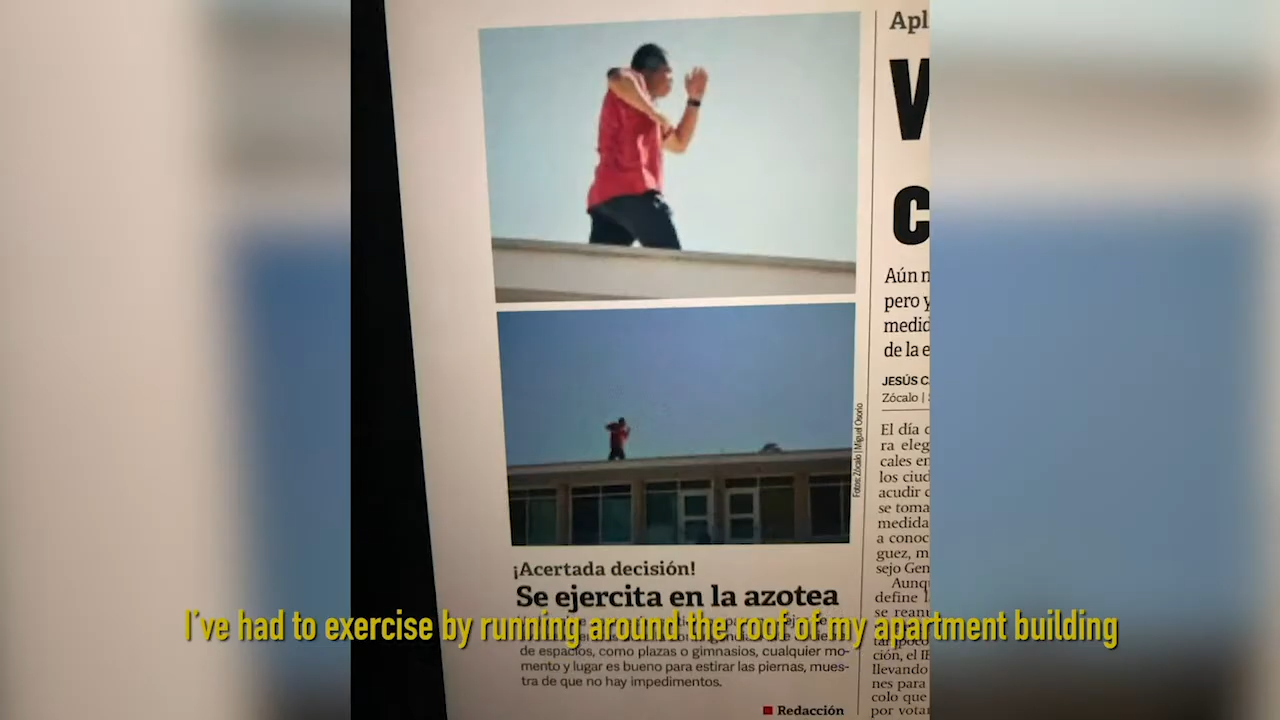 Fotos: Zócalo | Miguel Osorio
¡Acertada decisión!
Se ejercita en la azotea
de espacios, como plazas o gimnasios, cualquier mo-
mento y lugar es bueno para estirar las piernas, mues-
tra de que no hay impedimentos.
Redacción
Apl
V
c
Aún n
pero y
medid
de la e
JESÚS C
Zócalo |
El día
ra eleg
cales en
los ciud
acudir
se toma
medida
a conoc
guez, m
sejo Gen
Aunq
define
se reanu
ción, el
llevando
nes para
colo que
por vota
I've had to exercise by running around the roof of my apartment building